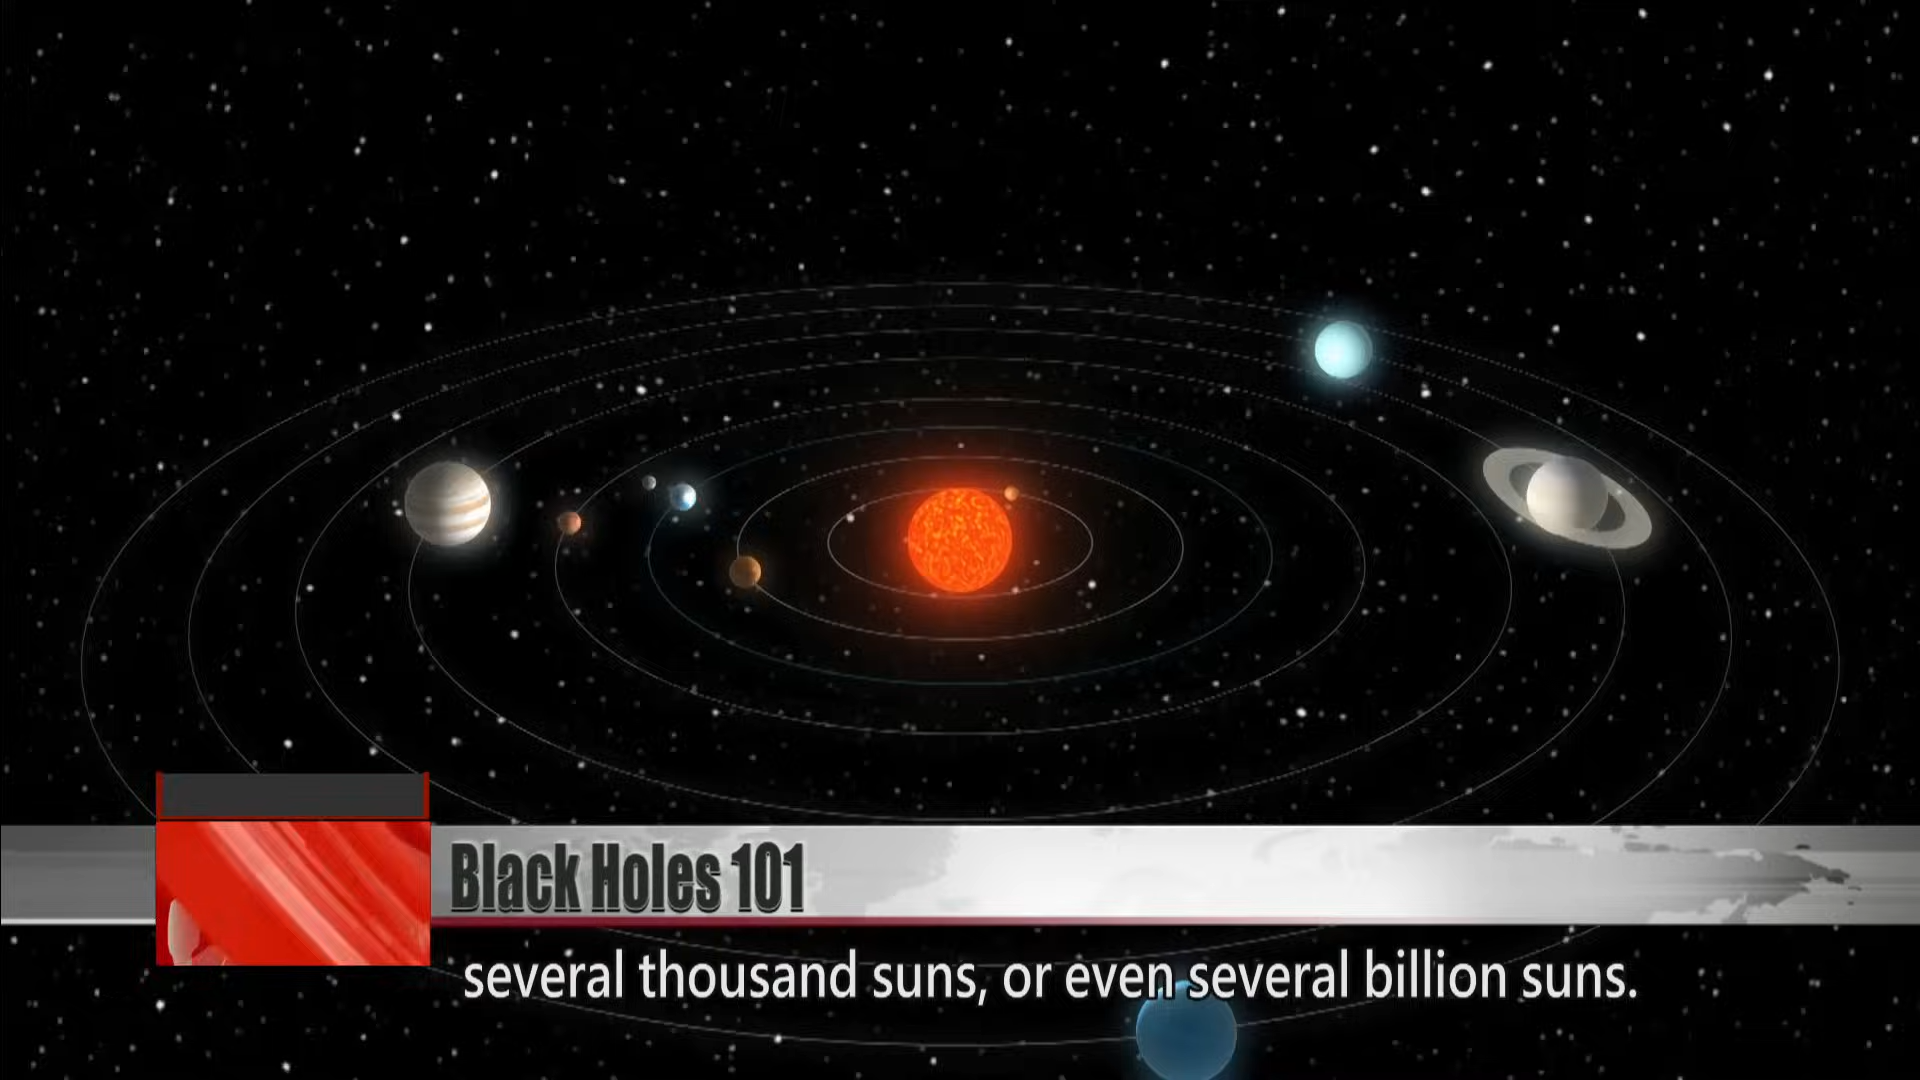 Black Holes 101
several thousand suns, or even several billion suns.